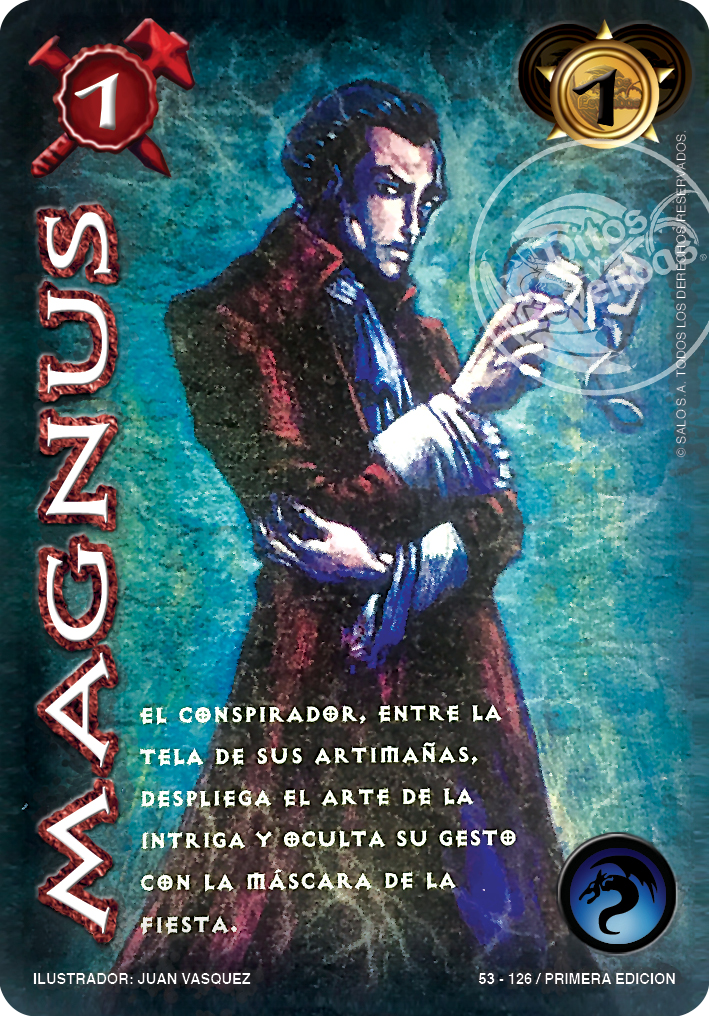 1
1
MAGNUS
Mitos y Leyendas®
© SALO S.A. TODOS LOS DERECHOS RESERVADOS.
EL CONSPIRADOR, ENTRE LA
TELA DE SUS ARTIMAÑAS,
DESPLIEGA EL ARTE DE LA
INTRIGA Y OCULTA SU GESTO
CON LA MÁSCARA DE LA
FIESTA.
ILUSTRADOR: JUAN VASQUEZ
53 - 126 / PRIMERA EDICION